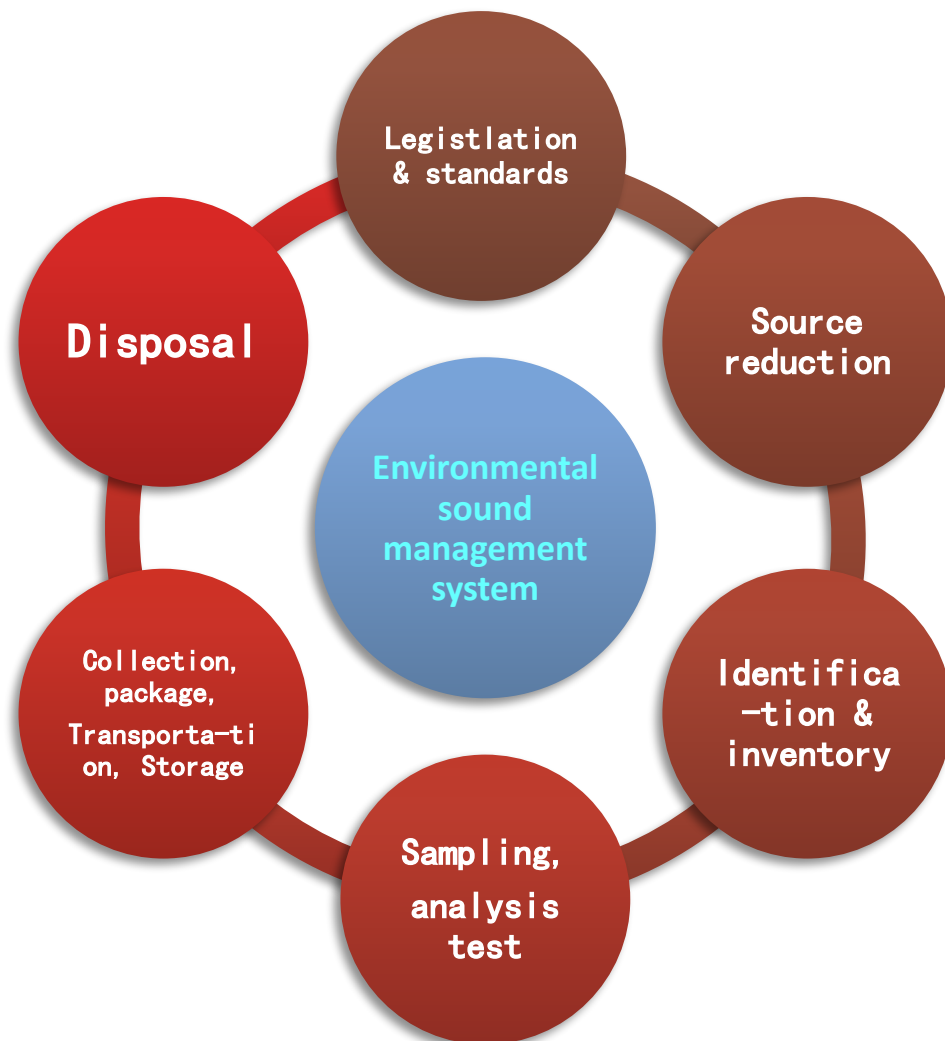 Legistlation
& standards
Source
reduction
Identifica
-tion &
inventory
Sampling,
analysis
test
Collection,
package,
Transporta-ti
on, Storage
Disposal
Environmental
sound
management
system